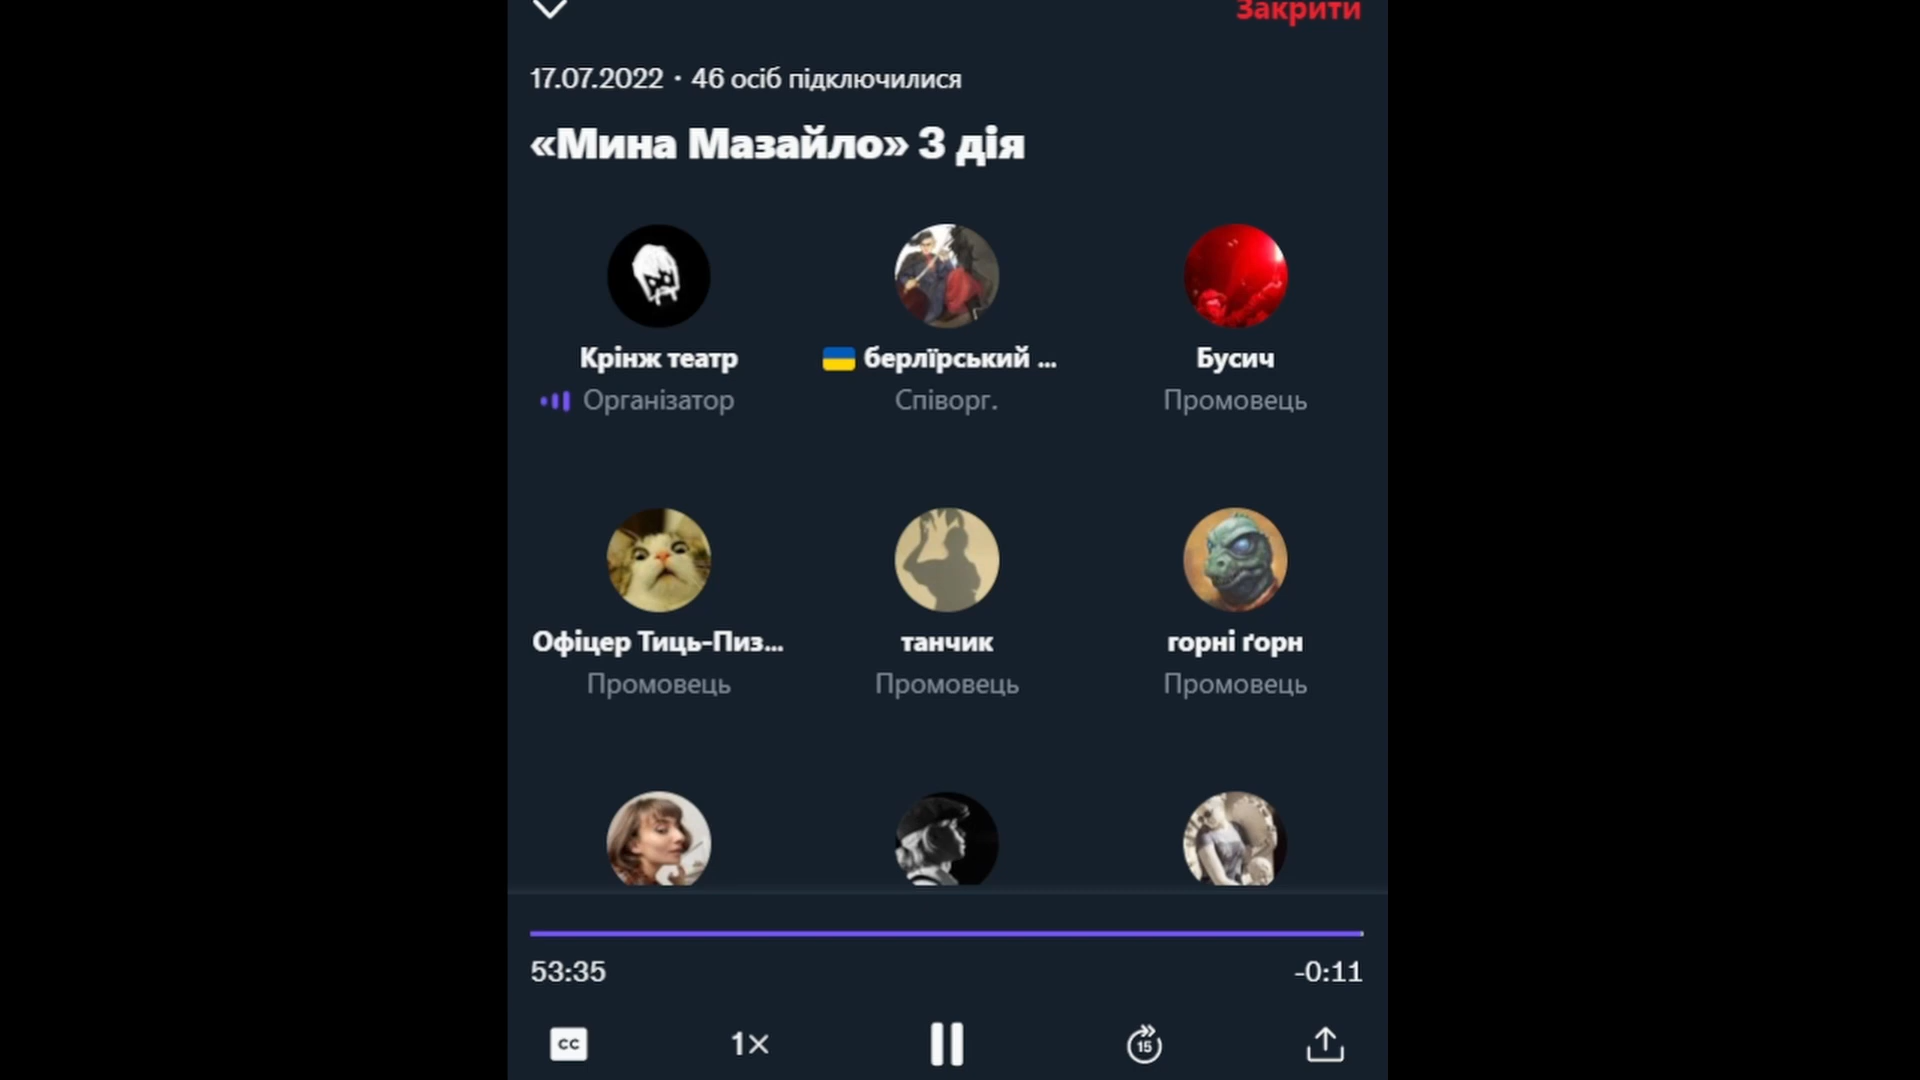 Закрити
17.07.2022 · 46 осіб підключилися
«Мина Мазайло» 3 дія
Крінж театр
берлїрський ...
Бусич
Організатор
Співорг.
Промовець
Офіцер Тиць-Пиз...
танчик
горні ґорн
Промовець
Промовець
Промовець
53:35
-0:11
CC
1×
15